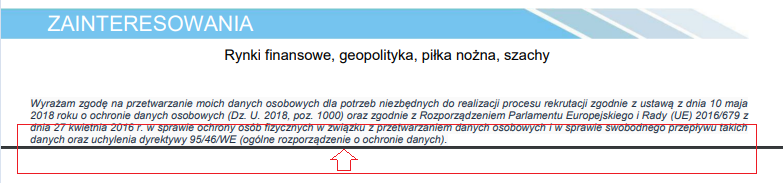 ZAINTERESOWANIA
Rynki finansowe, geopolityka, piłka nożna, szachy
Wyrażam zgodę na przetwarzanie moich danych osobowych dla potrzeb niezbędnych do realizacji procesu rekrutacji zgodnie z ustawą z dnia 10 maja
2018 roku o ochronie danych osobowych (Dz. U. 2018, poz. 1000) oraz zgodnie z Rozporządzeniem Parlamentu Europejskiego i Rady (UE) 2016/679 z
dnia 27 kwietnia 2016 r. w sprawie ochrony osób fizycznych w związku z przetwarzaniem danych osobowych i w sprawie swobodnego przepływu takich
danych oraz uchylenia dyrektywy 95/46/WE (ogólne rozporządzenie o ochronie danych).